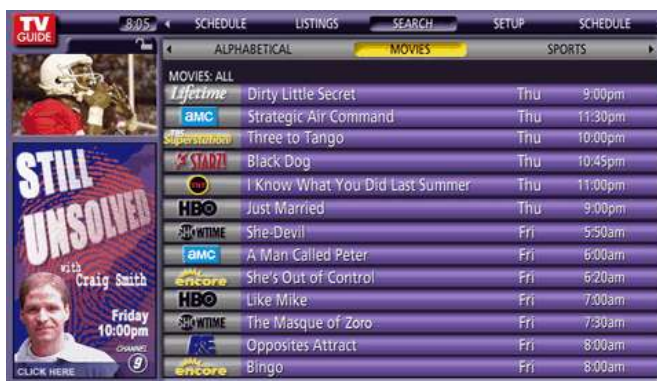 TV
GUIDE
8:05
SCHEDULE LISTINGS SEARCH SETUP SCHEDULE
ALPHABETICAL MOVIES SPORTS
MOVIES: ALL
Lifetime Dirty Little Secret Thu 9:00pm
amc Strategic Air Command Thu 11:30pm
Superstation Three to Tango Thu 10:00pm
STARZ! Black Dog Thu 10:45pm
TNT I Know What You Did Last Summer Thu 11:00pm
HBO Just Married Thu 9:00pm
SHOWTIME She-Devil Fri 5:50am
amc A Man Called Peter Fri 6:00am
encore She's Out of Control Fri 6:20am
HBO Like Mike Fri 7:00am
SHOWTIME The Masque of Zoro Fri 7:30am
A&E Opposites Attract Fri 8:00am
encore Bingo Fri 8:00am
STILL
UNSOLVED
with
Craig Smith
Friday
10:00pm
CHANNEL
9
CLICK HERE